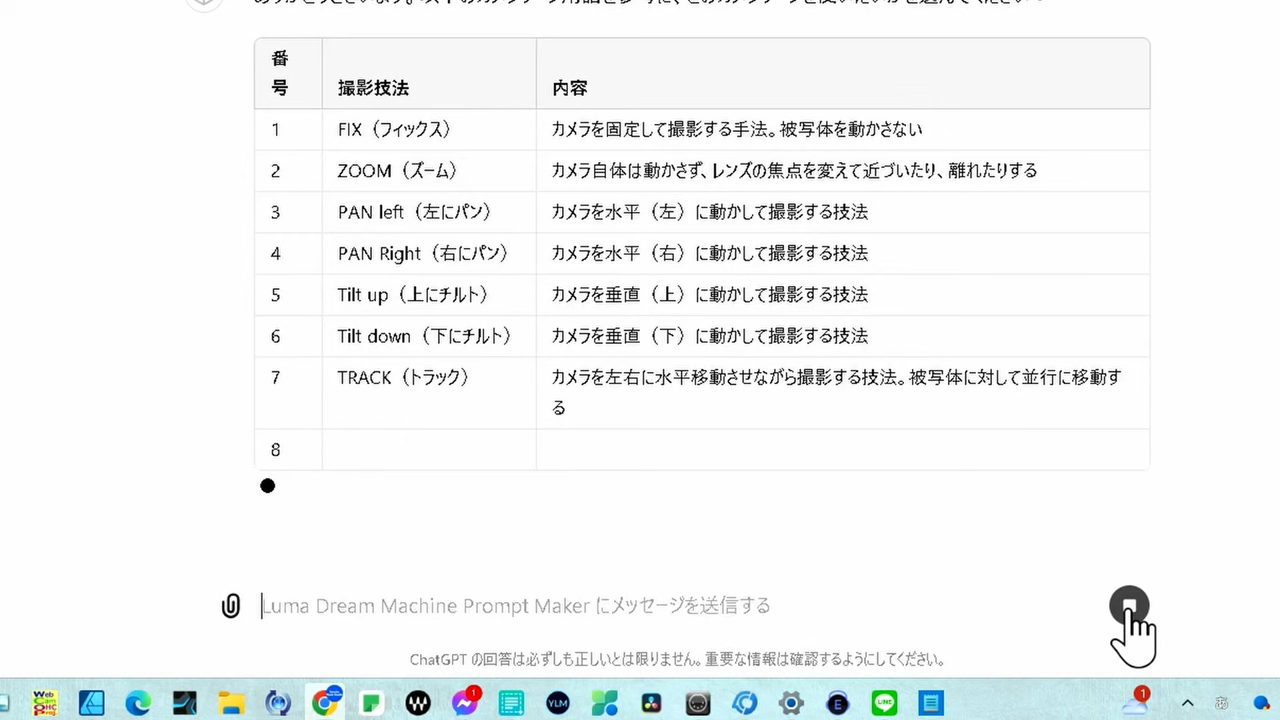 番
号
撮影技法
内容
1
FIX（フィックス）
カメラを固定して撮影する手法。被写体を動かさない
2
ZOOM（ズーム）
カメラ自体は動かさず、レンズの焦点を変えて近づいたり、離れたりする
3
PAN left（左にパン）
カメラを水平（左）に動かして撮影する技法
4
PAN Right（右にパン）
カメラを水平（右）に動かして撮影する技法
5
Tilt up（上にチルト）
カメラを垂直（上）に動かして撮影する技法
6
Tilt down（下にチルト）
カメラを垂直（下）に動かして撮影する技法
7
TRACK（トラック）
カメラを左右に水平移動させながら撮影する技法。被写体に対して並行に移動す
る
8
Luma Dream Machine Prompt Maker にメッセージを送信する
ChatGPT の回答は必ずしも正しいとは限りません。重要な情報は確認するようにしてください。
Web
Cam
1
YLM
E
LINE
1
あ